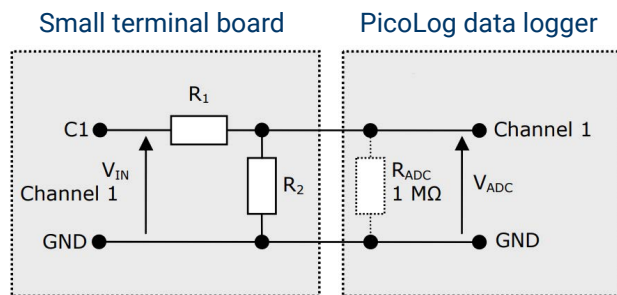 Small terminal board
PicoLog data logger
R1
C1
Channel 1
VIN
Channel 1
R2
RADC
1 MΩ
VADC
GND
GND